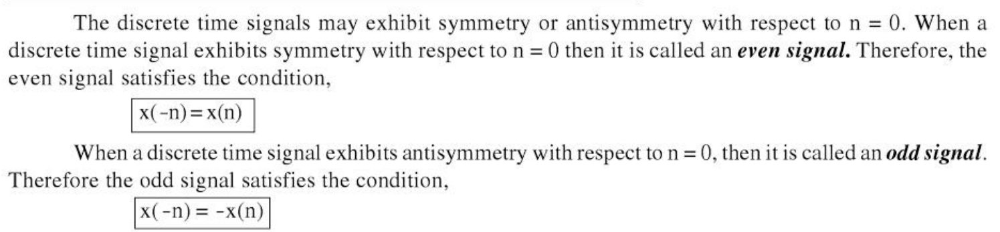 The discrete time signals may exhibit symmetry or antisymmetry with respect to n = 0. When a
discrete time signal exhibits symmetry with respect to n = 0 then it is called an even signal. Therefore, the
even signal satisfies the condition,
x(-n) = x(n)
When a discrete time signal exhibits antisymmetry with respect to n = 0, then it is called an odd signal.
Therefore the odd signal satisfies the condition,
x(-n) = -x(n)